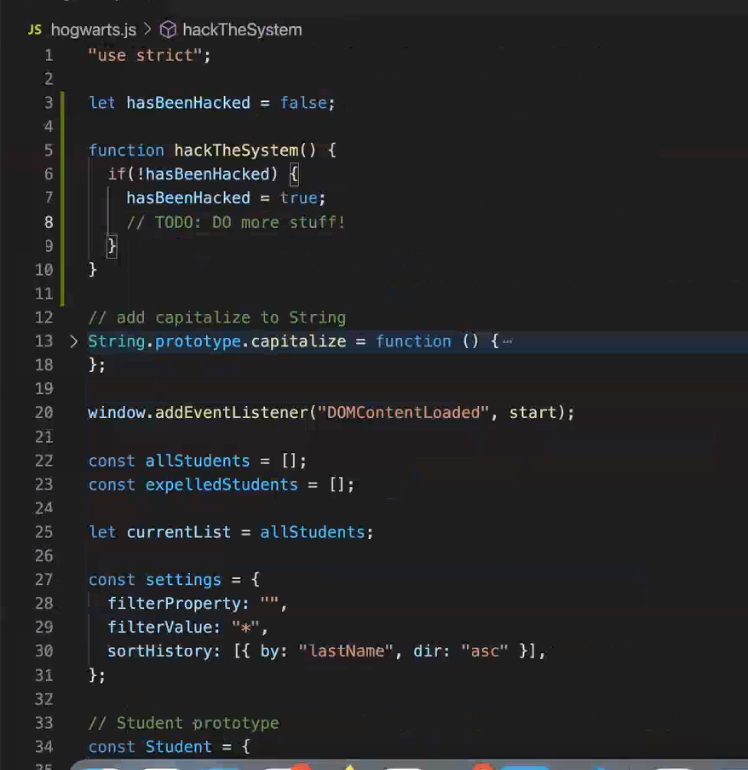 JS hogwarts.js > hackTheSystem
1 "use strict";
2
3 let hasBeenHacked = false;
4
5 function hackTheSystem() {
6 if(!hasBeenHacked) {
7 hasBeenHacked = true;
8 // TODO: DO more stuff!
9 }
10 }
11
12 // add capitalize to String
13 > String.prototype.capitalize = function () {⋯
18 };
19
20 window.addEventListener("DOMContentLoaded", start);
21
22 const allStudents = [];
23 const expelledStudents = [];
24
25 let currentList = allStudents;
26
27 const settings = {
28 filterProperty: "",
29 filterValue: "*",
30 sortHistory: [{ by: "lastName", dir: "asc" }],
31 };
32
33 // Student prototype
34 const Student = {
35